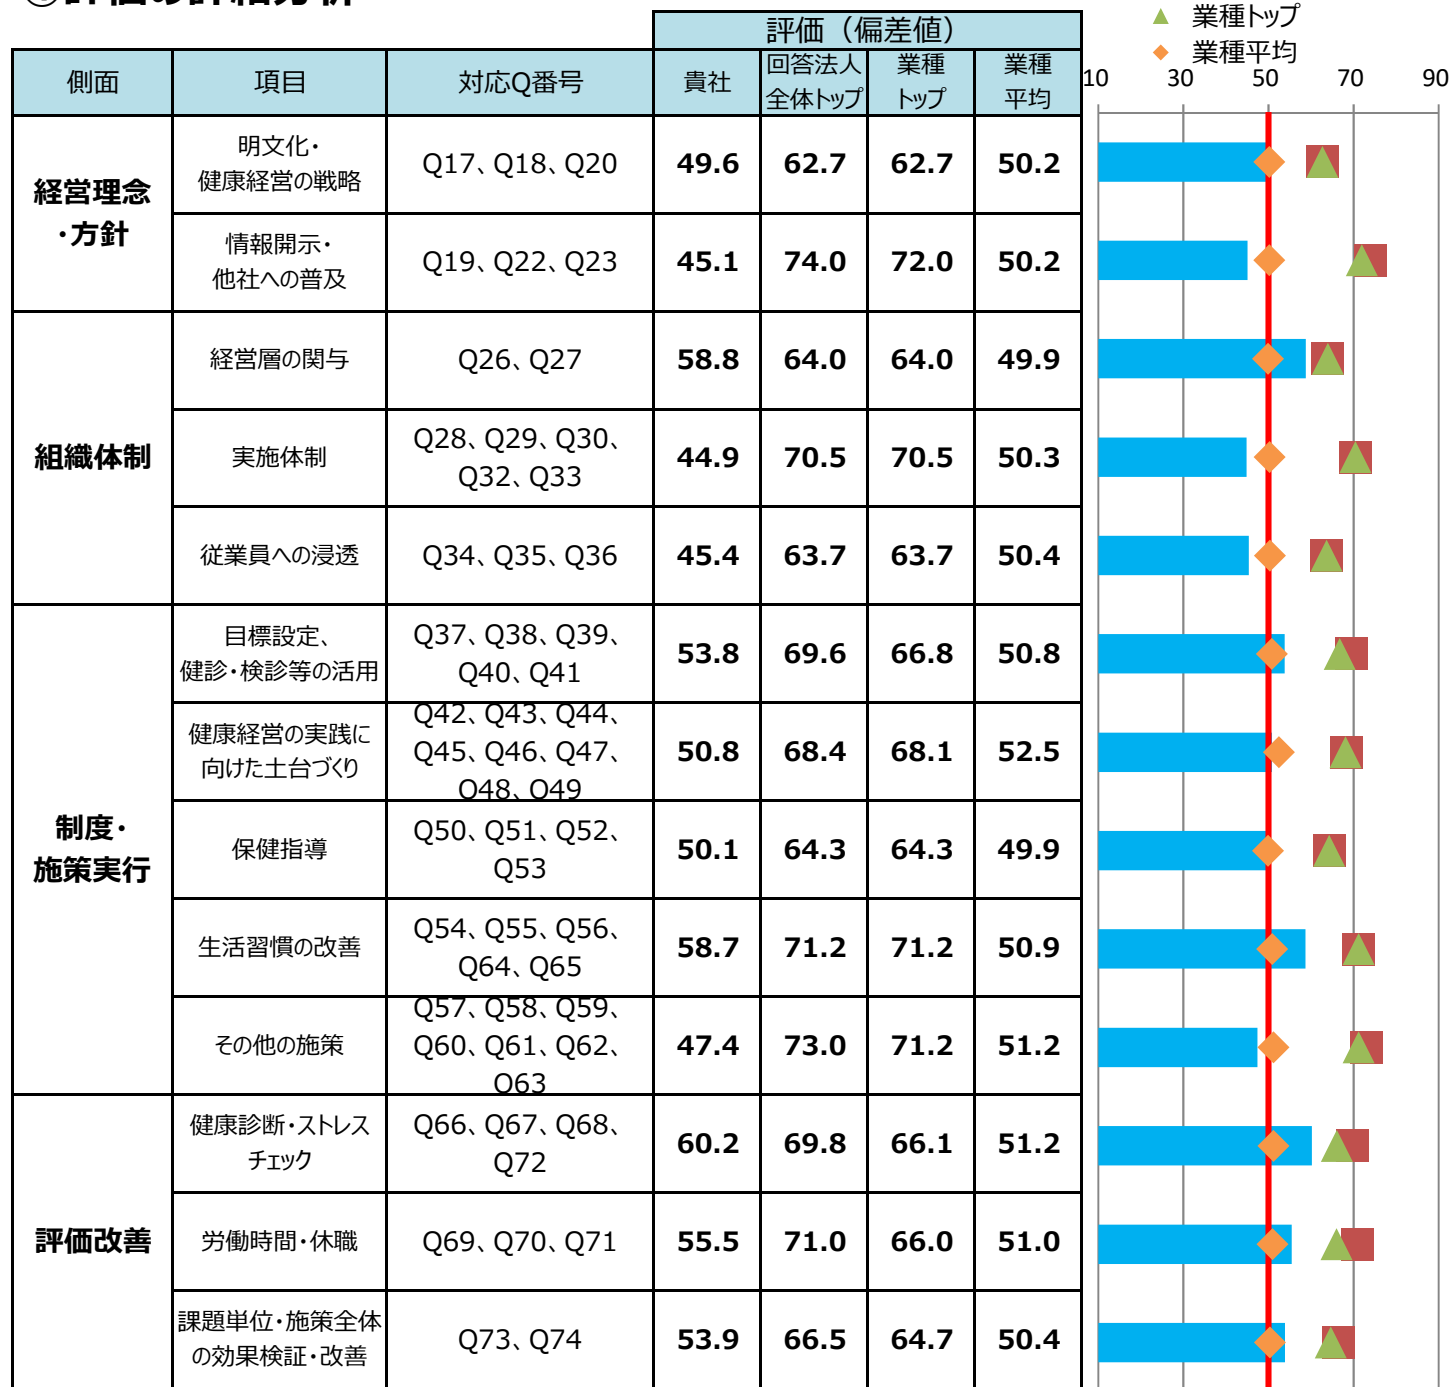 ①評価の詳細分析
▲ 業種トップ
◆ 業種平均
評価（偏差値）
側面 項目 対応Q番号 貴社 回答法人全体トップ 業種トップ 業種平均
10 30 50 70 90
経営理念・方針
明文化・
健康経営の戦略
Q17、Q18、Q20
49.6 62.7 62.7 50.2
情報開示・
他社への普及
Q19、Q22、Q23
45.1 74.0 72.0 50.2
組織体制
経営層の関与
Q26、Q27
58.8 64.0 64.0 49.9
実施体制
Q28、Q29、Q30、
Q32、Q33
44.9 70.5 70.5 50.3
従業員への浸透
Q34、Q35、Q36
45.4 63.7 63.7 50.4
制度・
施策実行
目標設定、
健診・検診等の活用
Q37、Q38、Q39、
Q40、Q41
53.8 69.6 66.8 50.8
健康経営の実践に
向けた土台づくり
Q42、Q43、Q44、
Q45、Q46、Q47、
Q48、Q49
50.8 68.4 68.1 52.5
保健指導
Q50、Q51、Q52、
Q53
50.1 64.3 64.3 49.9
生活習慣の改善
Q54、Q55、Q56、
Q64、Q65
58.7 71.2 71.2 50.9
その他の施策
Q57、Q58、Q59、
Q60、Q61、Q62、
Q63
47.4 73.0 71.2 51.2
評価改善
健康診断・ストレス
チェック
Q66、Q67、Q68、
Q72
60.2 69.8 66.1 51.2
労働時間・休職
Q69、Q70、Q71
55.5 71.0 66.0 51.0
課題単位・施策全体
の効果検証・改善
Q73、Q74
53.9 66.5 64.7 50.4